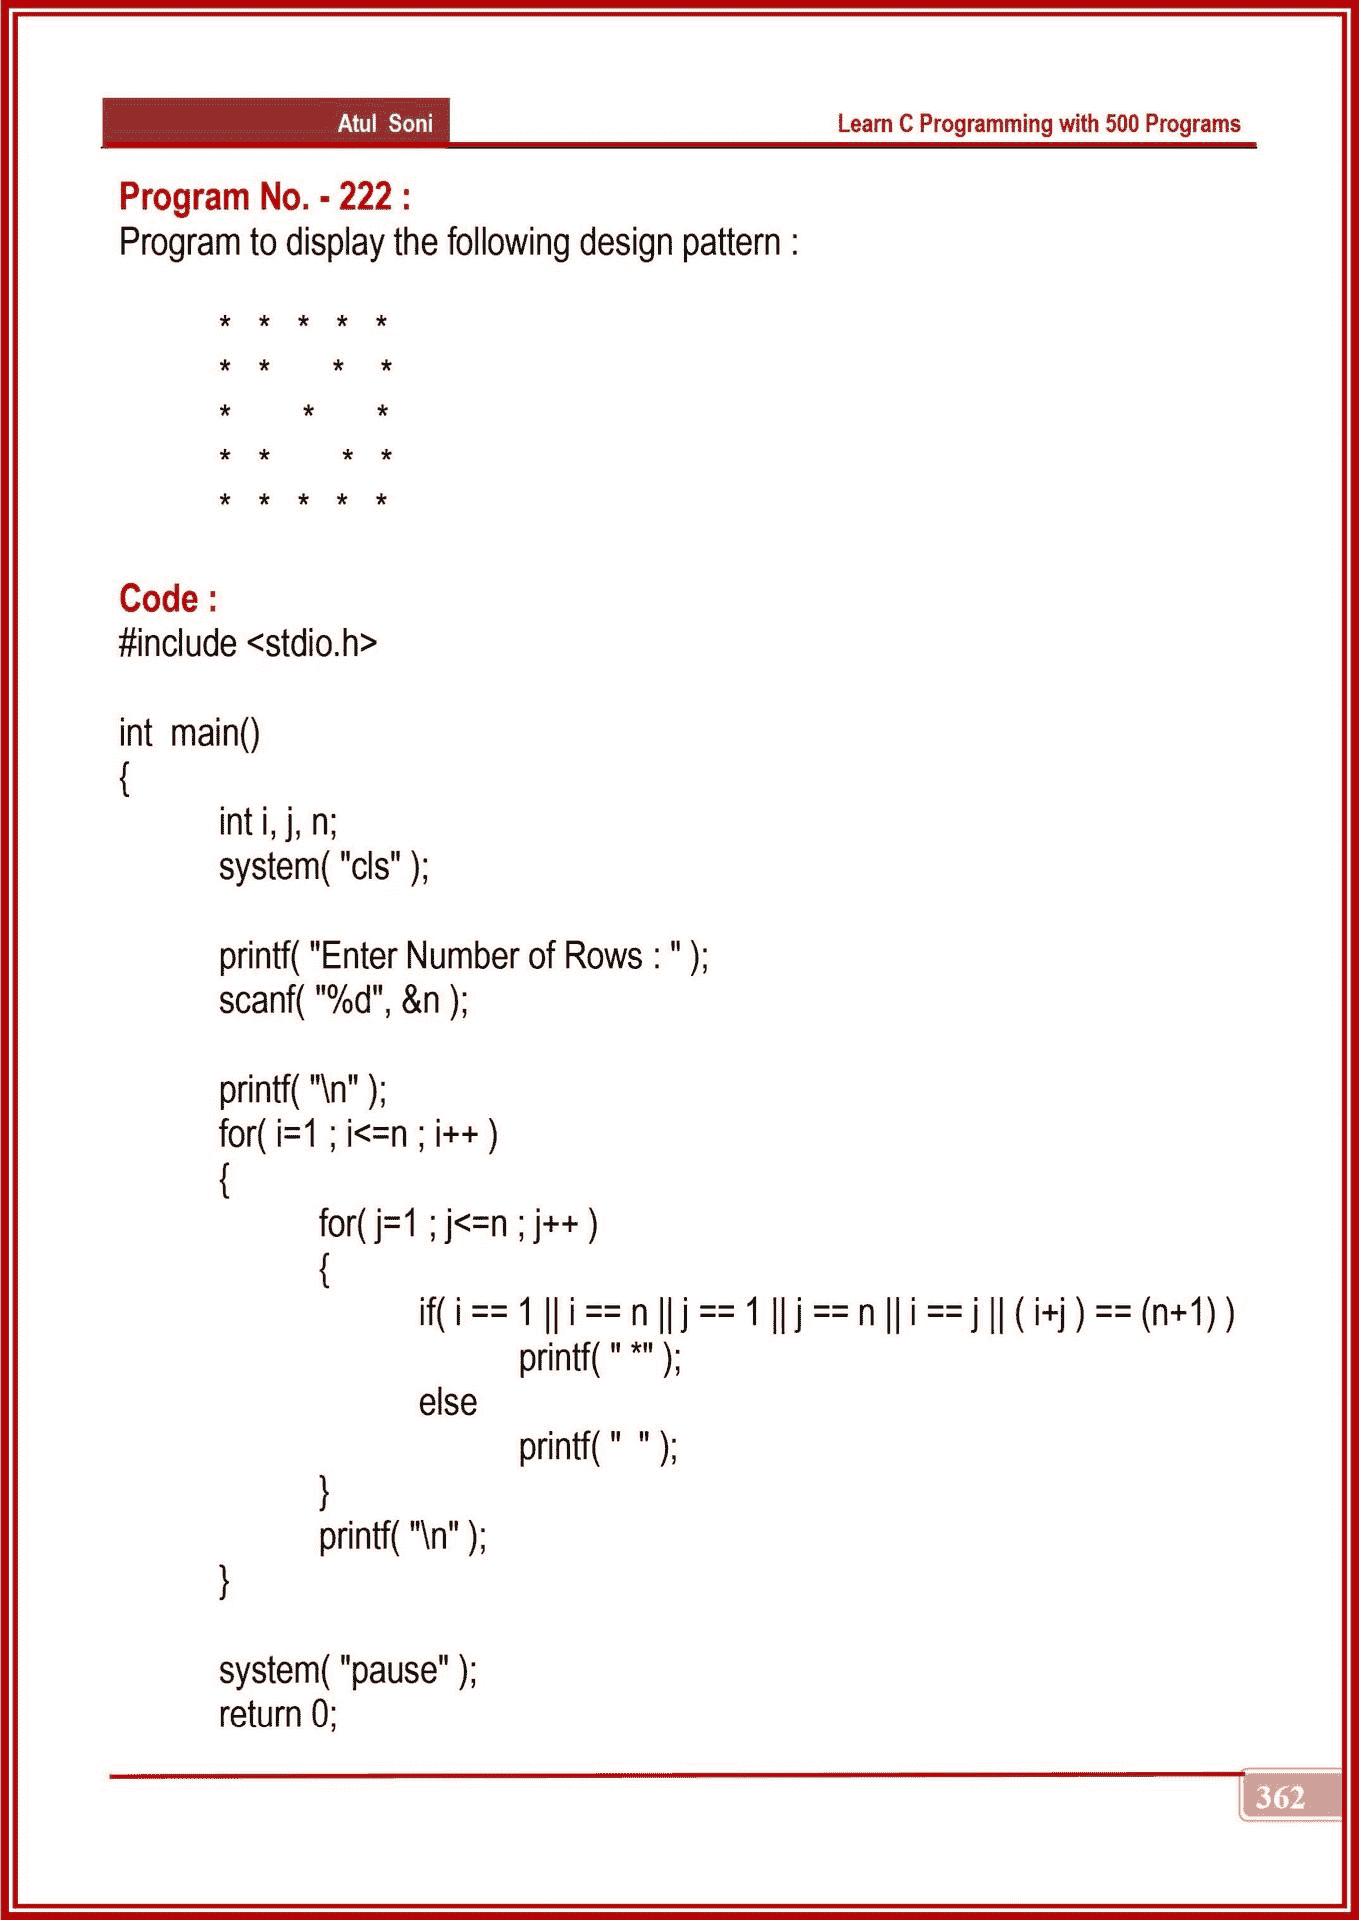 Atul  Soni
Learn C Programming with 500 Programs
Program No. - 222 :
Program to display the following design pattern :
* * * * *
* *   * *
*   *   *
* *   * *
* * * * *
Code :
#include <stdio.h>
int  main()
{
int i, j, n;
system( "cls" );
printf( "Enter Number of Rows : " );
scanf( "%d", &n );
printf( "\n" );
for( i=1 ; i<=n ; i++ )
{
for( j=1 ; j<=n ; j++ )
{
if( i == 1 || i == n || j == 1 || j == n || i == j || ( i+j ) == (n+1) )
printf( " *" );
else
printf( "  " );
}
printf( "\n" );
}
system( "pause" );
return 0;
362